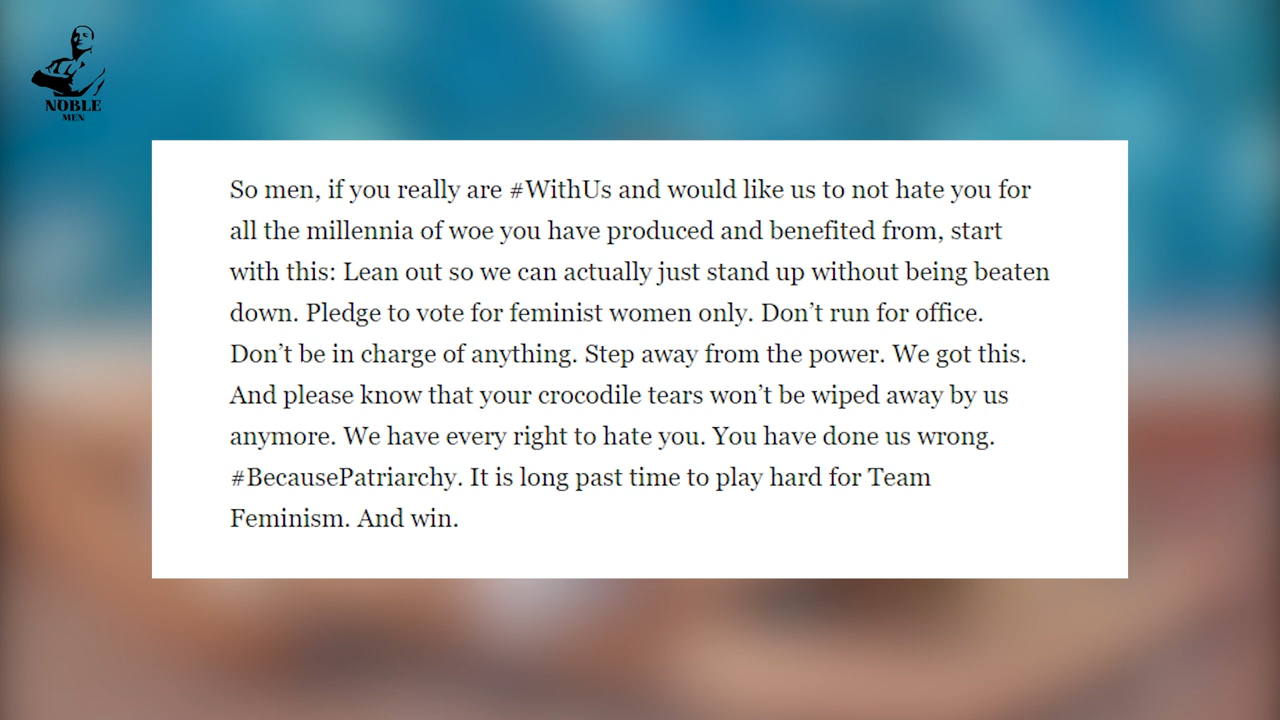 NOBLE
MEN
So men, if you really are #WithUs and would like us to not hate you for
all the millennia of woe you have produced and benefited from, start
with this: Lean out so we can actually just stand up without being beaten
down. Pledge to vote for feminist women only. Don’t run for office.
Don’t be in charge of anything. Step away from the power. We got this.
And please know that your crocodile tears won’t be wiped away by us
anymore. We have every right to hate you. You have done us wrong.
#BecausePatriarchy. It is long past time to play hard for Team
Feminism. And win.